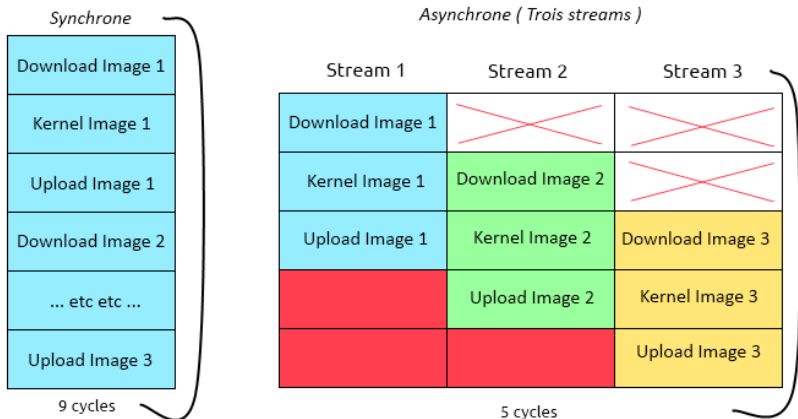 Synchrone
Download Image 1
Kernel Image 1
Upload Image 1
Download Image 2
... etc etc ...
Upload Image 3
9 cycles
Asynchrone ( Trois streams )
Stream 1 Stream 2 Stream 3
Download Image 1
Kernel Image 1 Download Image 2
Upload Image 1 Kernel Image 2 Download Image 3
Upload Image 2 Kernel Image 3
Upload Image 3
5 cycles